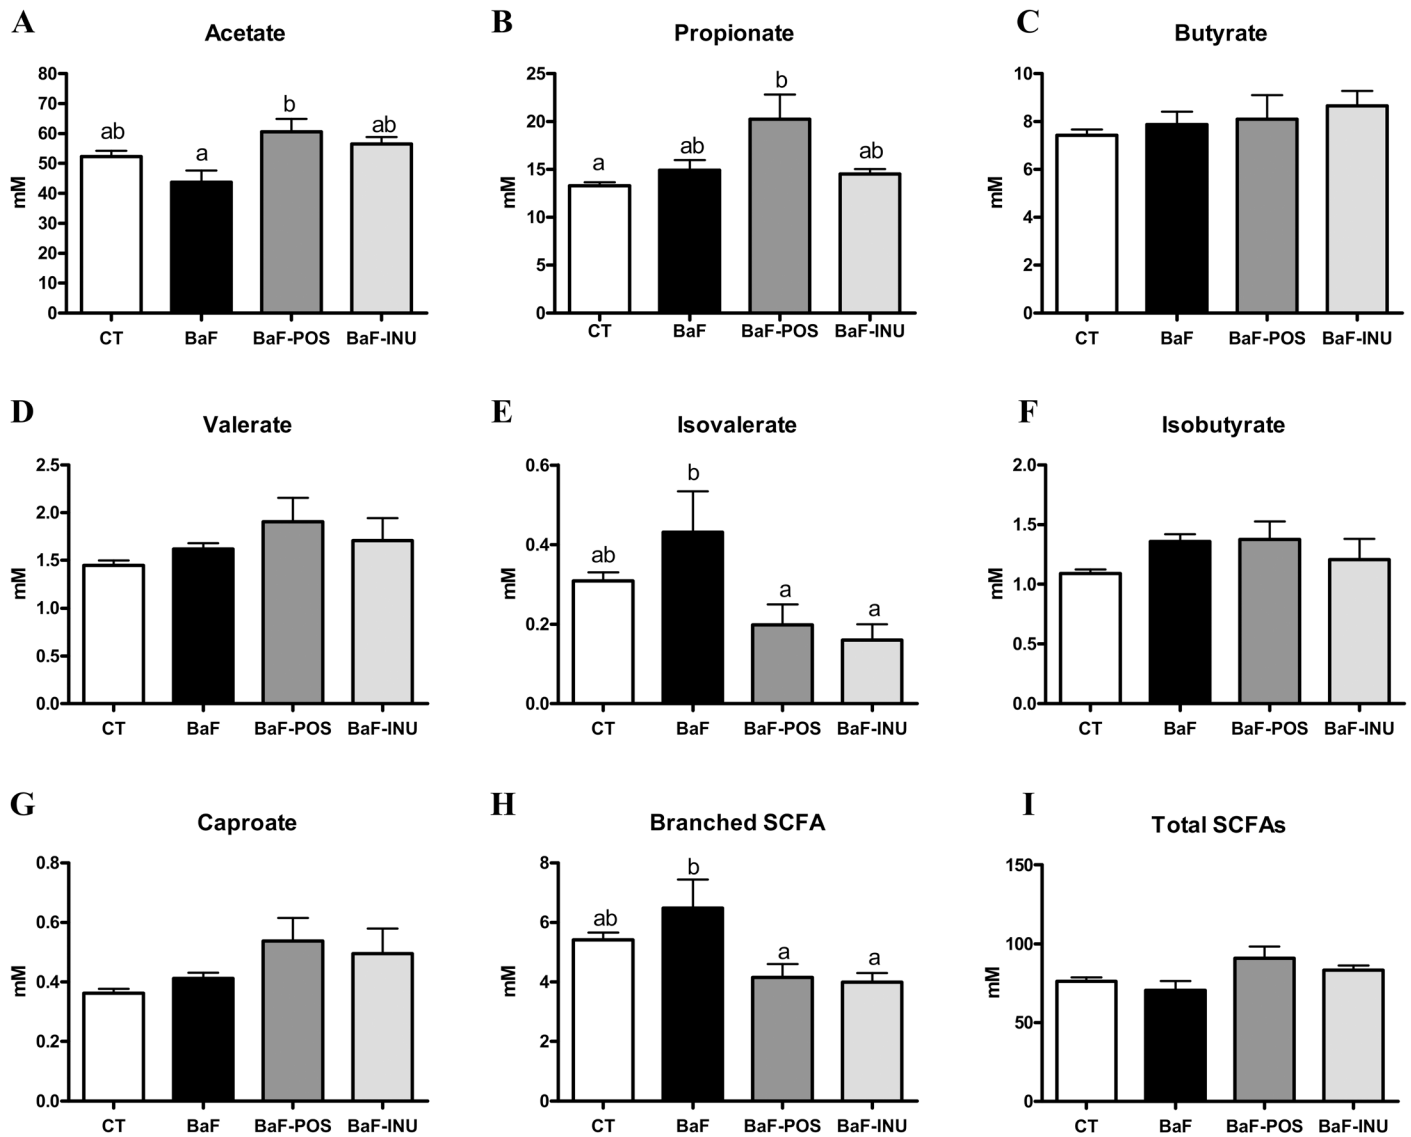 A
Acetate
80
70
60
50
40
30
20
10
0
mM
ab
a
b
ab
CT
BaF
BaF-POS
BaF-INU
B
Propionate
25
20
15
10
5
0
mM
a
ab
b
ab
CT
BaF
BaF-POS
BaF-INU
C
Butyrate
10
8
6
4
2
0
mM
CT
BaF
BaF-POS
BaF-INU
D
Valerate
2.5
2.0
1.5
1.0
0.5
0.0
mM
CT
BaF
BaF-POS
BaF-INU
E
Isovalerate
0.6
0.4
0.2
0.0
mM
ab
b
a
a
CT
BaF
BaF-POS
BaF-INU
F
Isobutyrate
2.0
1.5
1.0
0.5
0.0
mM
CT
BaF
BaF-POS
BaF-INU
G
Caproate
0.8
0.6
0.4
0.2
0.0
mM
CT
BaF
BaF-POS
BaF-INU
H
Branched SCFA
8
6
4
2
0
mM
ab
b
a
a
CT
BaF
BaF-POS
BaF-INU
I
Total SCFAs
150
100
50
0
mM
CT
BaF
BaF-POS
BaF-INU